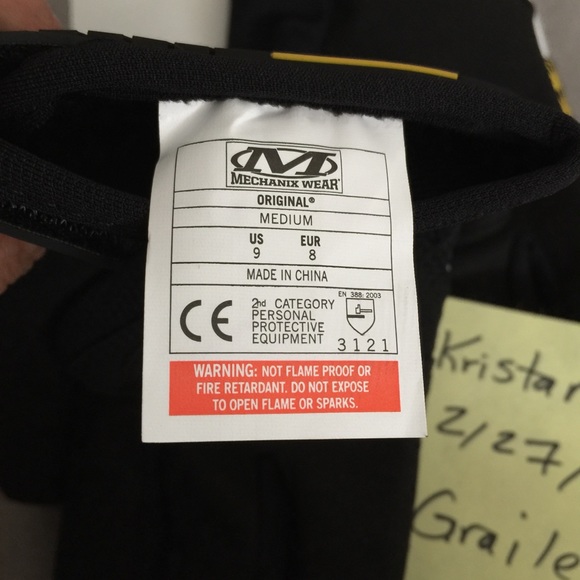 M
MECHANIX WEAR®
ORIGINAL®
MEDIUM
US EUR
9 8
MADE IN CHINA
CE
2nd CATEGORY
PERSONAL
PROTECTIVE
EQUIPMENT
EN 388:2003
3121
WARNING: NOT FLAME PROOF OR
FIRE RETARDANT. DO NOT EXPOSE
TO OPEN FLAME OR SPARKS.
Kristar
2/27/
Graile